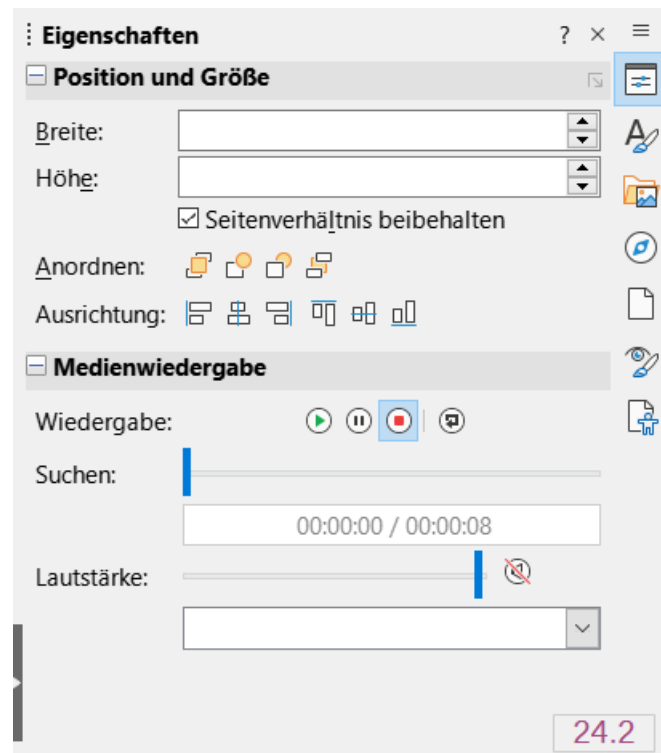 Eigenschaften
Position und Größe
Breite:
Höhe:
Seitenverhältnis beibehalten
Anordnen:
Ausrichtung:
Medienwiedergabe
Wiedergabe:
Suchen:
00:00:00 / 00:00:08
Lautstärke:
24.2